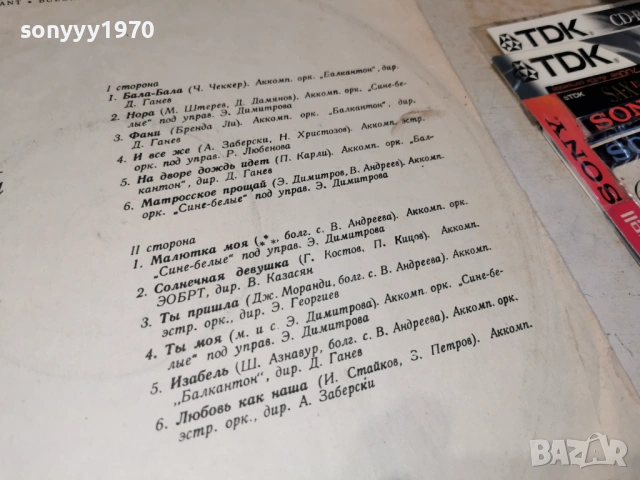 sonyyy1970
I сторона
1. Бала-Бала (Ч. Чеккер). Аккомп. орк. „Балкантон", дир.
Д. Ганев
2. Нора (М. Штерев, Д. Дамянов). Аккомп. орк. „Сине-бе-
лые" под управ. Э. Димитрова
3. Фани (Бренда Ли). Аккомп. орк. „Балкантон", дир.
Д. Ганев
4. И все же (А. Заберски, Н. Христозов). Аккомп. эстр.
орк. под управ. Р. Любенова
5. На дворе дождь идет (П. Карли). Аккомп. орк. „Бал-
кантон", дир. Д. Ганев
6. Матросское прощай (Э. Димитров, В. Андреев). Аккомп.
орк. „Сине-белые" под управ. Э. Димитрова
II сторона
1. Малютка моя (***, болг. с. В. Андреева). Аккомп. орк.
„Сине-белые" под управ. Э. Димитрова
2. Солнечная девушка (Г. Костов, П. Кицов). Аккомп.
ЭОБРТ, дир. В. Казасян
3. Ты пришла (Дж. Моранди, болг. с. В. Андреева). Аккомп.
эстр. орк., дир. Э. Георгиев
4. Ты моя (м. и с. Э. Димитрова). Аккомп. орк. „Сине-бе-
лые" под управ. Э. Димитрова
5. Изабель (Ш. Азнавур, болг. с. В. Андреева). Аккомп. орк.
„Балкантон", дир. Д. Ганев
6. Любовь как наша (И. Стайков, З. Петров). Аккомп.
эстр. орк., дир. А. Заберски
TDK
TDK
TDK
SONY
BAZAR